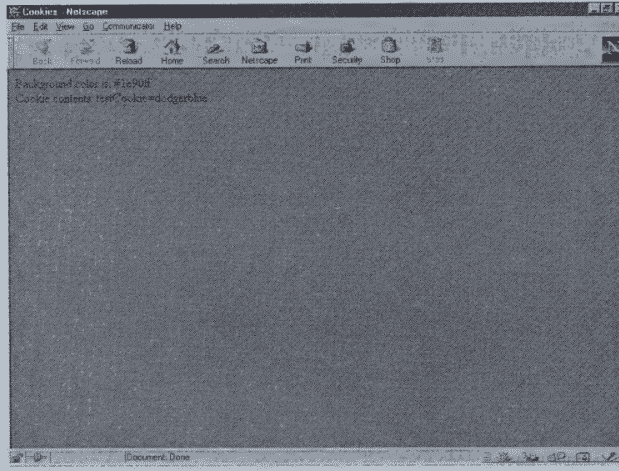 Cookies - Netscape
File Edit View Go Communicator Help
Back Forward Reload Home Search Netscape Print Security Shop Stop
N
Background color is #1e90ff
Cookie contents: testCookie=dodgerblue
Document: Done